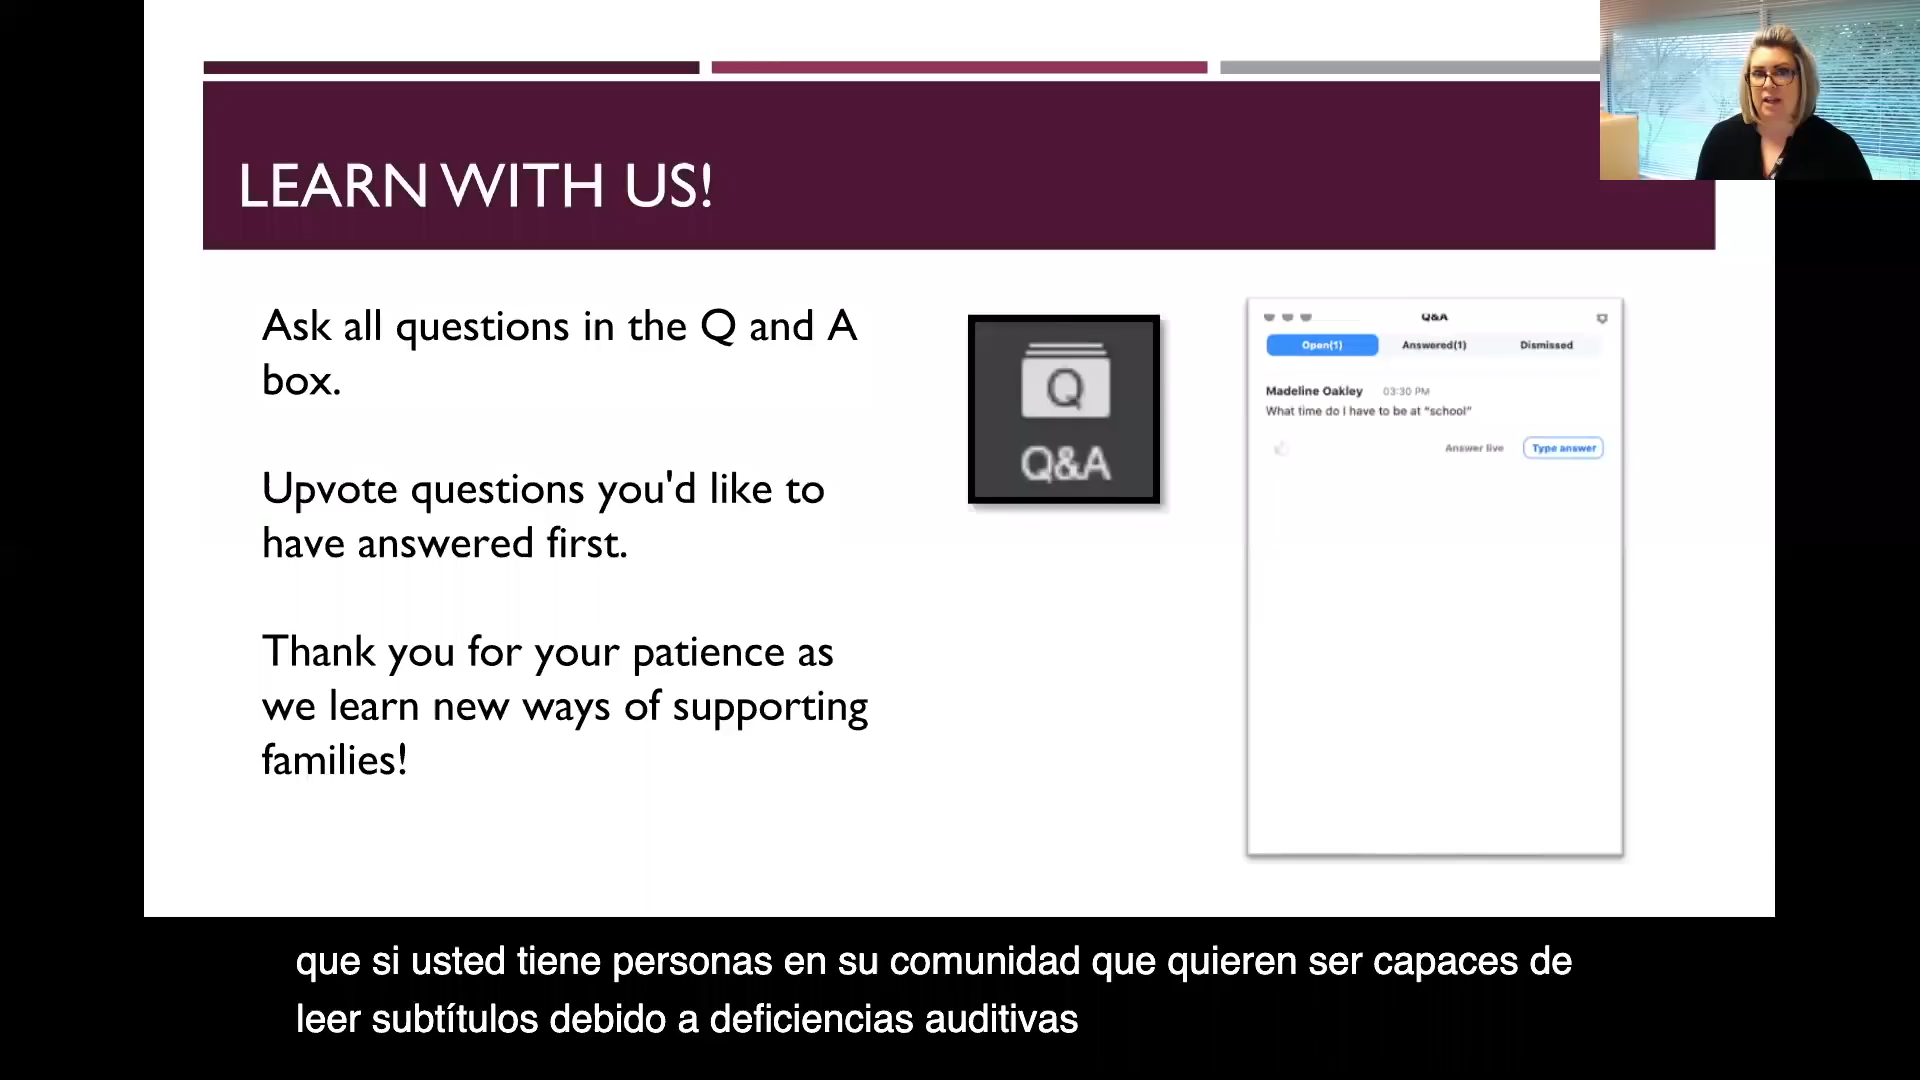 LEARN WITH US!
Ask all questions in the Q and A
box.
Upvote questions you'd like to
have answered first.
Thank you for your patience as
we learn new ways of supporting
families!
Q
Q&A
Q&A
Open(1) Answered(1) Dismissed
Madeline Oakley 03:30 PM
What time do I have to be at "school"
Answer live Type answer
que si usted tiene personas en su comunidad que quieren ser capaces de
leer subtítulos debido a deficiencias auditivas